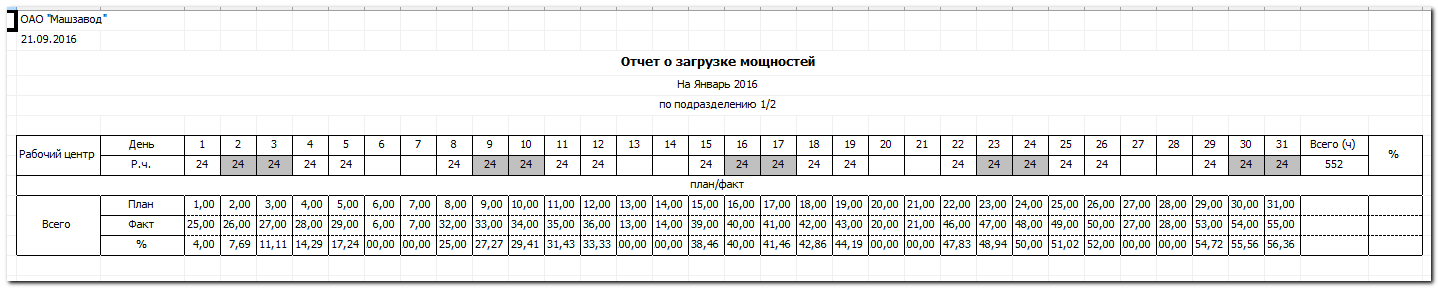 ОАО "Машзавод"
21.09.2016
Отчет о загрузке мощностей
На Январь 2016
по подразделению 1/2
Рабочий центр День 1 2 3 4 5 6 7 8 9 10 11 12 13 14 15 16 17 18 19 20 21 22 23 24 25 26 27 28 29 30 31 Всего (ч) %
Р.ч. 24 24 24 24 24 24 24 24 24 24 24 24 24 24 24 24 24 24 24 24 24 24 552
план/факт
Всего План 1,00 2,00 3,00 4,00 5,00 6,00 7,00 8,00 9,00 10,00 11,00 12,00 13,00 14,00 15,00 16,00 17,00 18,00 19,00 20,00 21,00 22,00 23,00 24,00 25,00 26,00 27,00 28,00 29,00 30,00 31,00
Факт 25,00 26,00 27,00 28,00 29,00 6,00 7,00 32,00 33,00 34,00 35,00 36,00 13,00 14,00 39,00 40,00 41,00 42,00 43,00 20,00 21,00 46,00 47,00 48,00 49,00 50,00 27,00 28,00 53,00 54,00 55,00
% 4,00 7,69 11,11 14,29 17,24 00,00 00,00 25,00 27,27 29,41 31,43 33,33 00,00 00,00 38,46 40,00 41,46 42,86 44,19 00,00 00,00 47,83 48,94 50,00 51,02 52,00 00,00 00,00 54,72 55,56 56,36